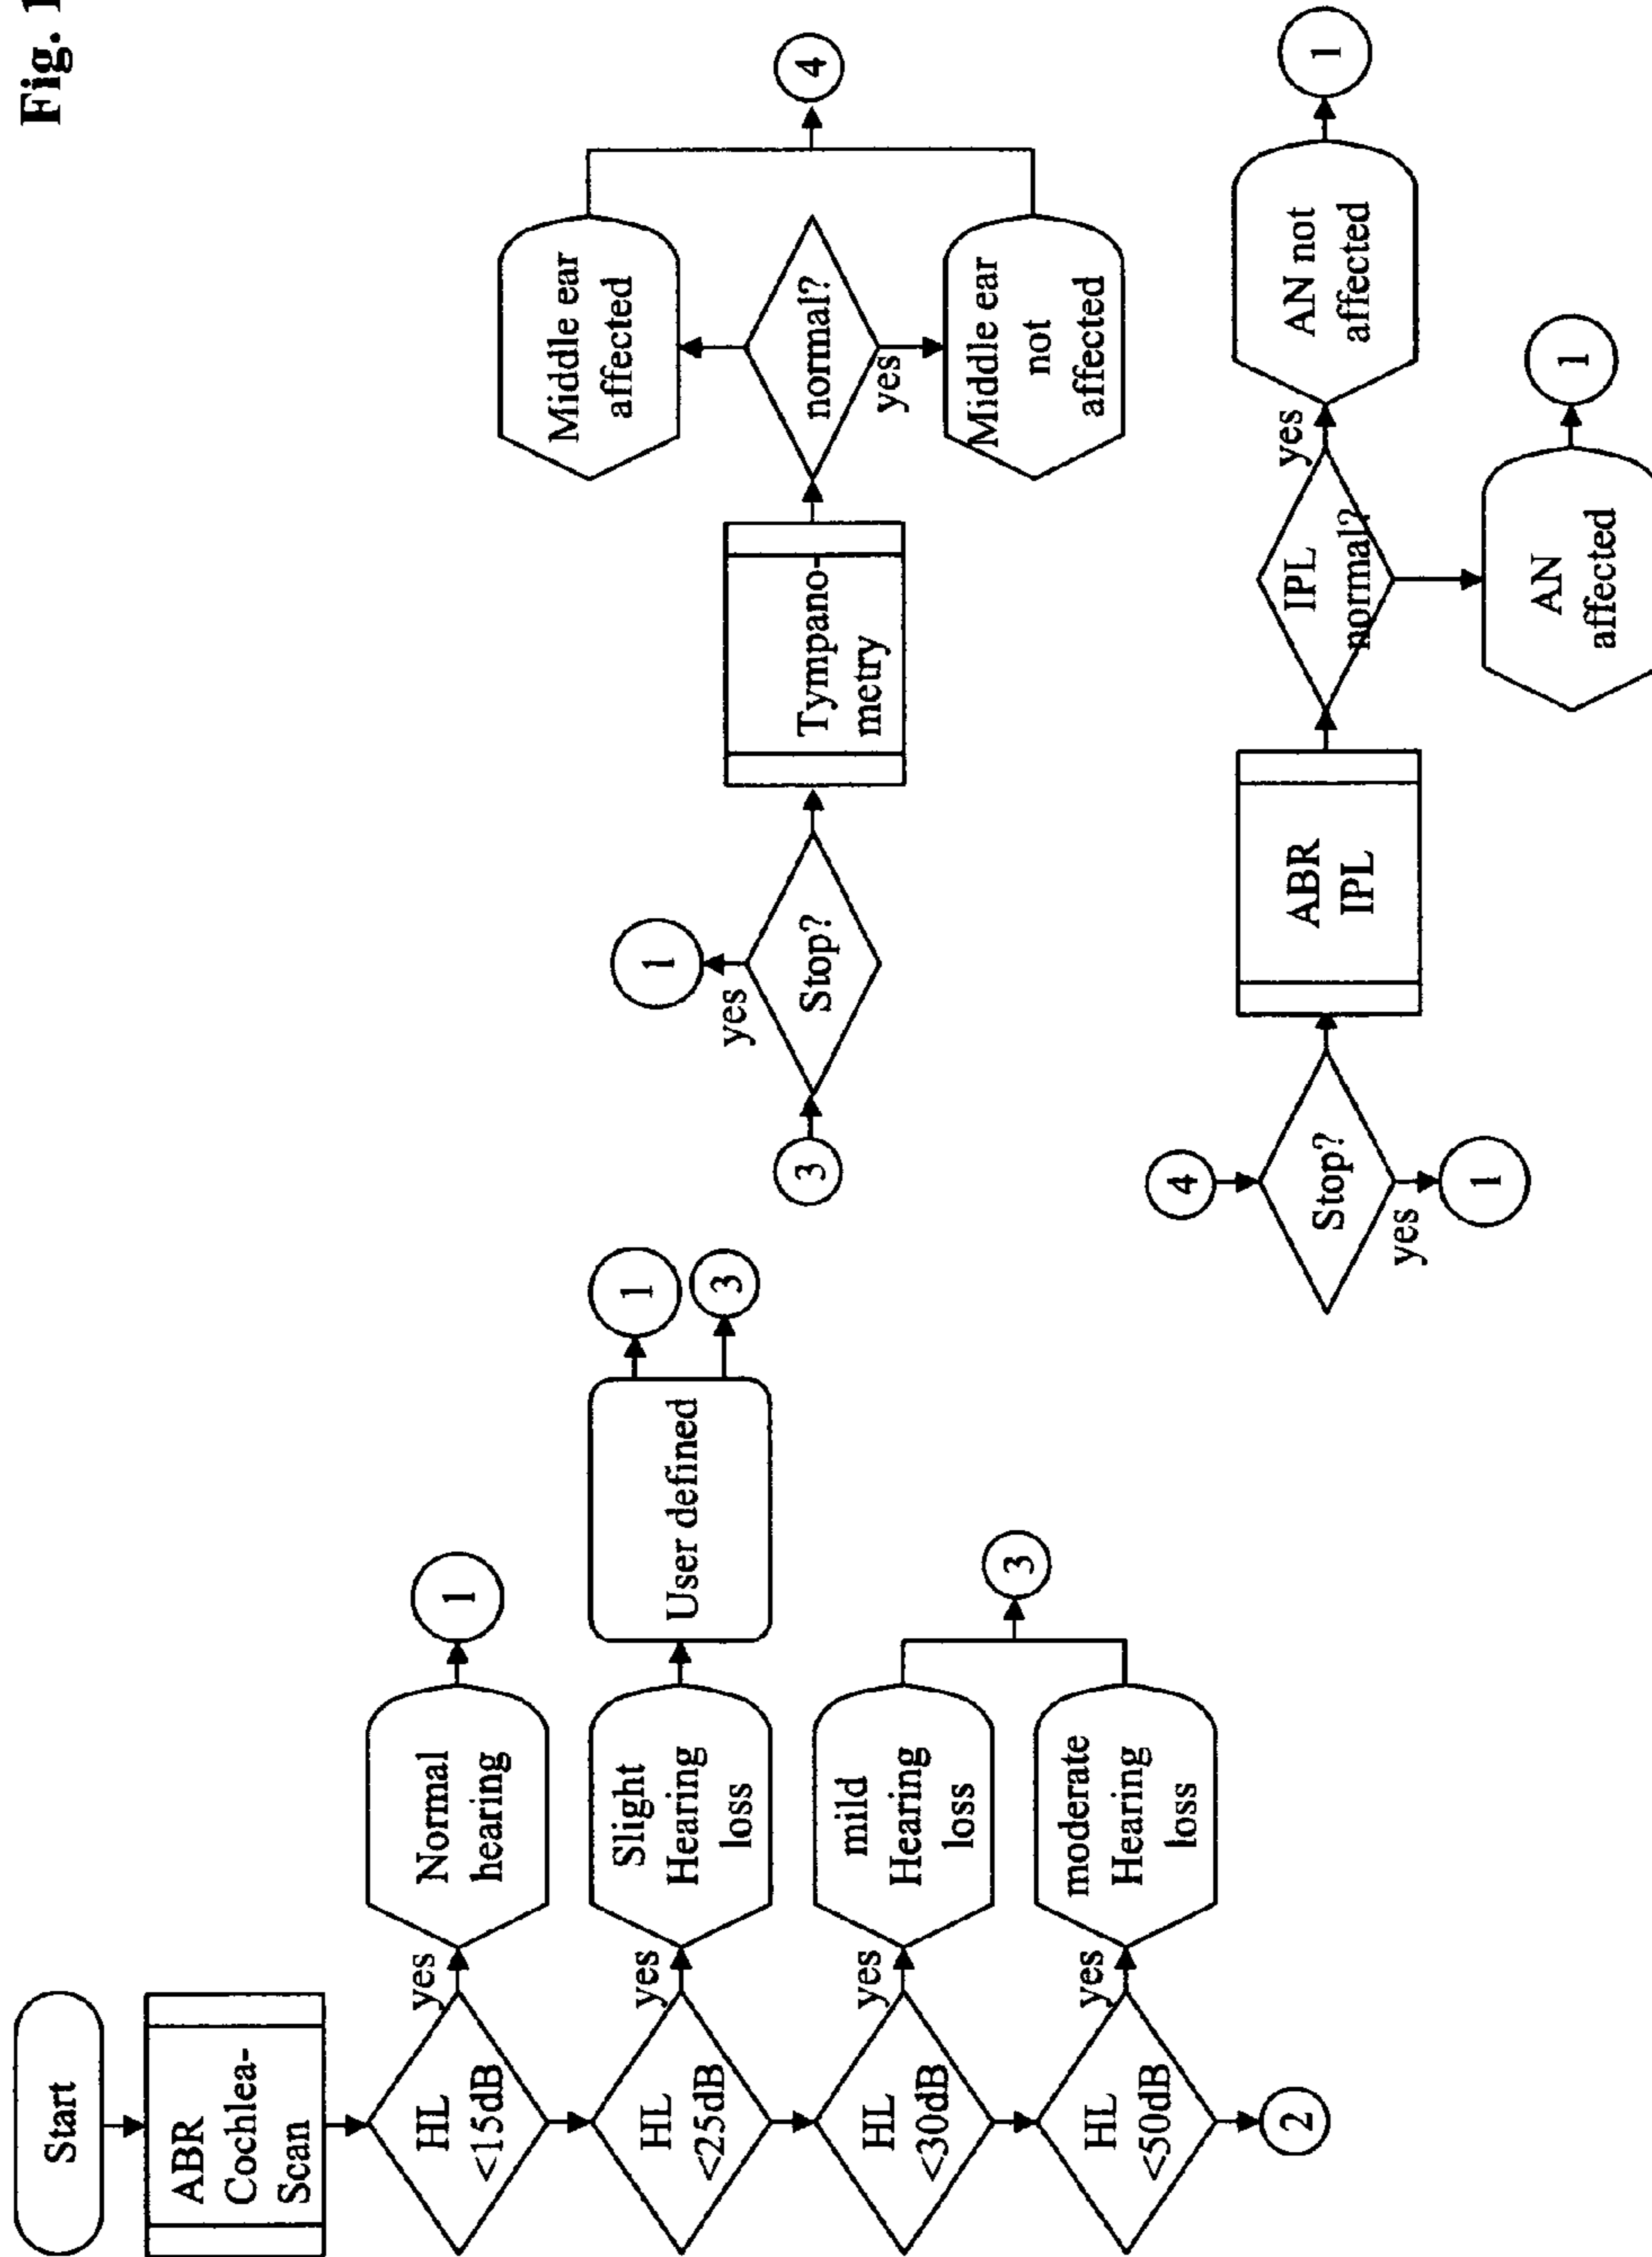 Fig. 1
Start
ABR
Cochlea-
Scan
HL
<15dB
yes
Normal
hearing
1
HL
<25dB
yes
Slight
Hearing
loss
User defined
1
3
HL
<30dB
yes
mild
Hearing
loss
3
HL
<50dB
yes
moderate
Hearing
loss
2
3
Stop?
yes
1
Tympano-
metry
normal?
Middle ear
affected
yes
Middle ear
not
affected
4
4
Stop?
yes
1
ABR
IPL
IPL
normal?
yes
AN not
affected
1
AN
affected
1